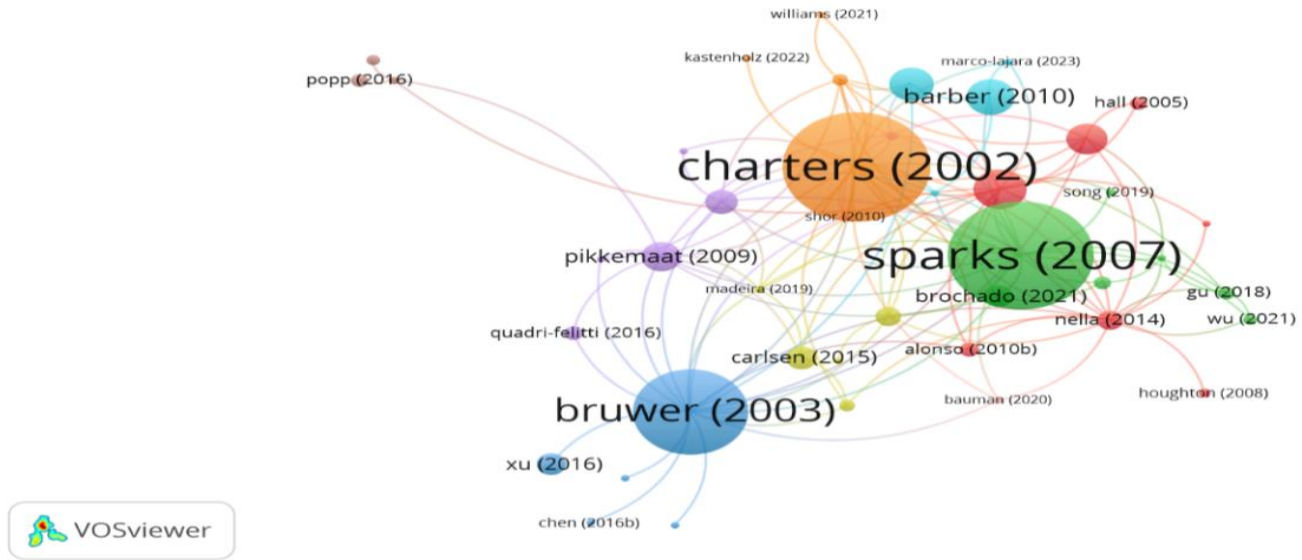 williams (2021)
kastenholz (2022)
marco-lajara (2023)
popp (2016)
barber (2010)
hall (2005)
charters (2002)
song (2019)
shor (2010)
pikkemaat (2009)
sparks (2007)
madeira (2019)
brochado (2021)
gu (2018)
nella (2014)
wu (2021)
quadri-felitti (2016)
carlsen (2015)
alonso (2010b)
houghton (2008)
bauman (2020)
bruwer (2003)
xu (2016)
chen (2016b)
VOSviewer